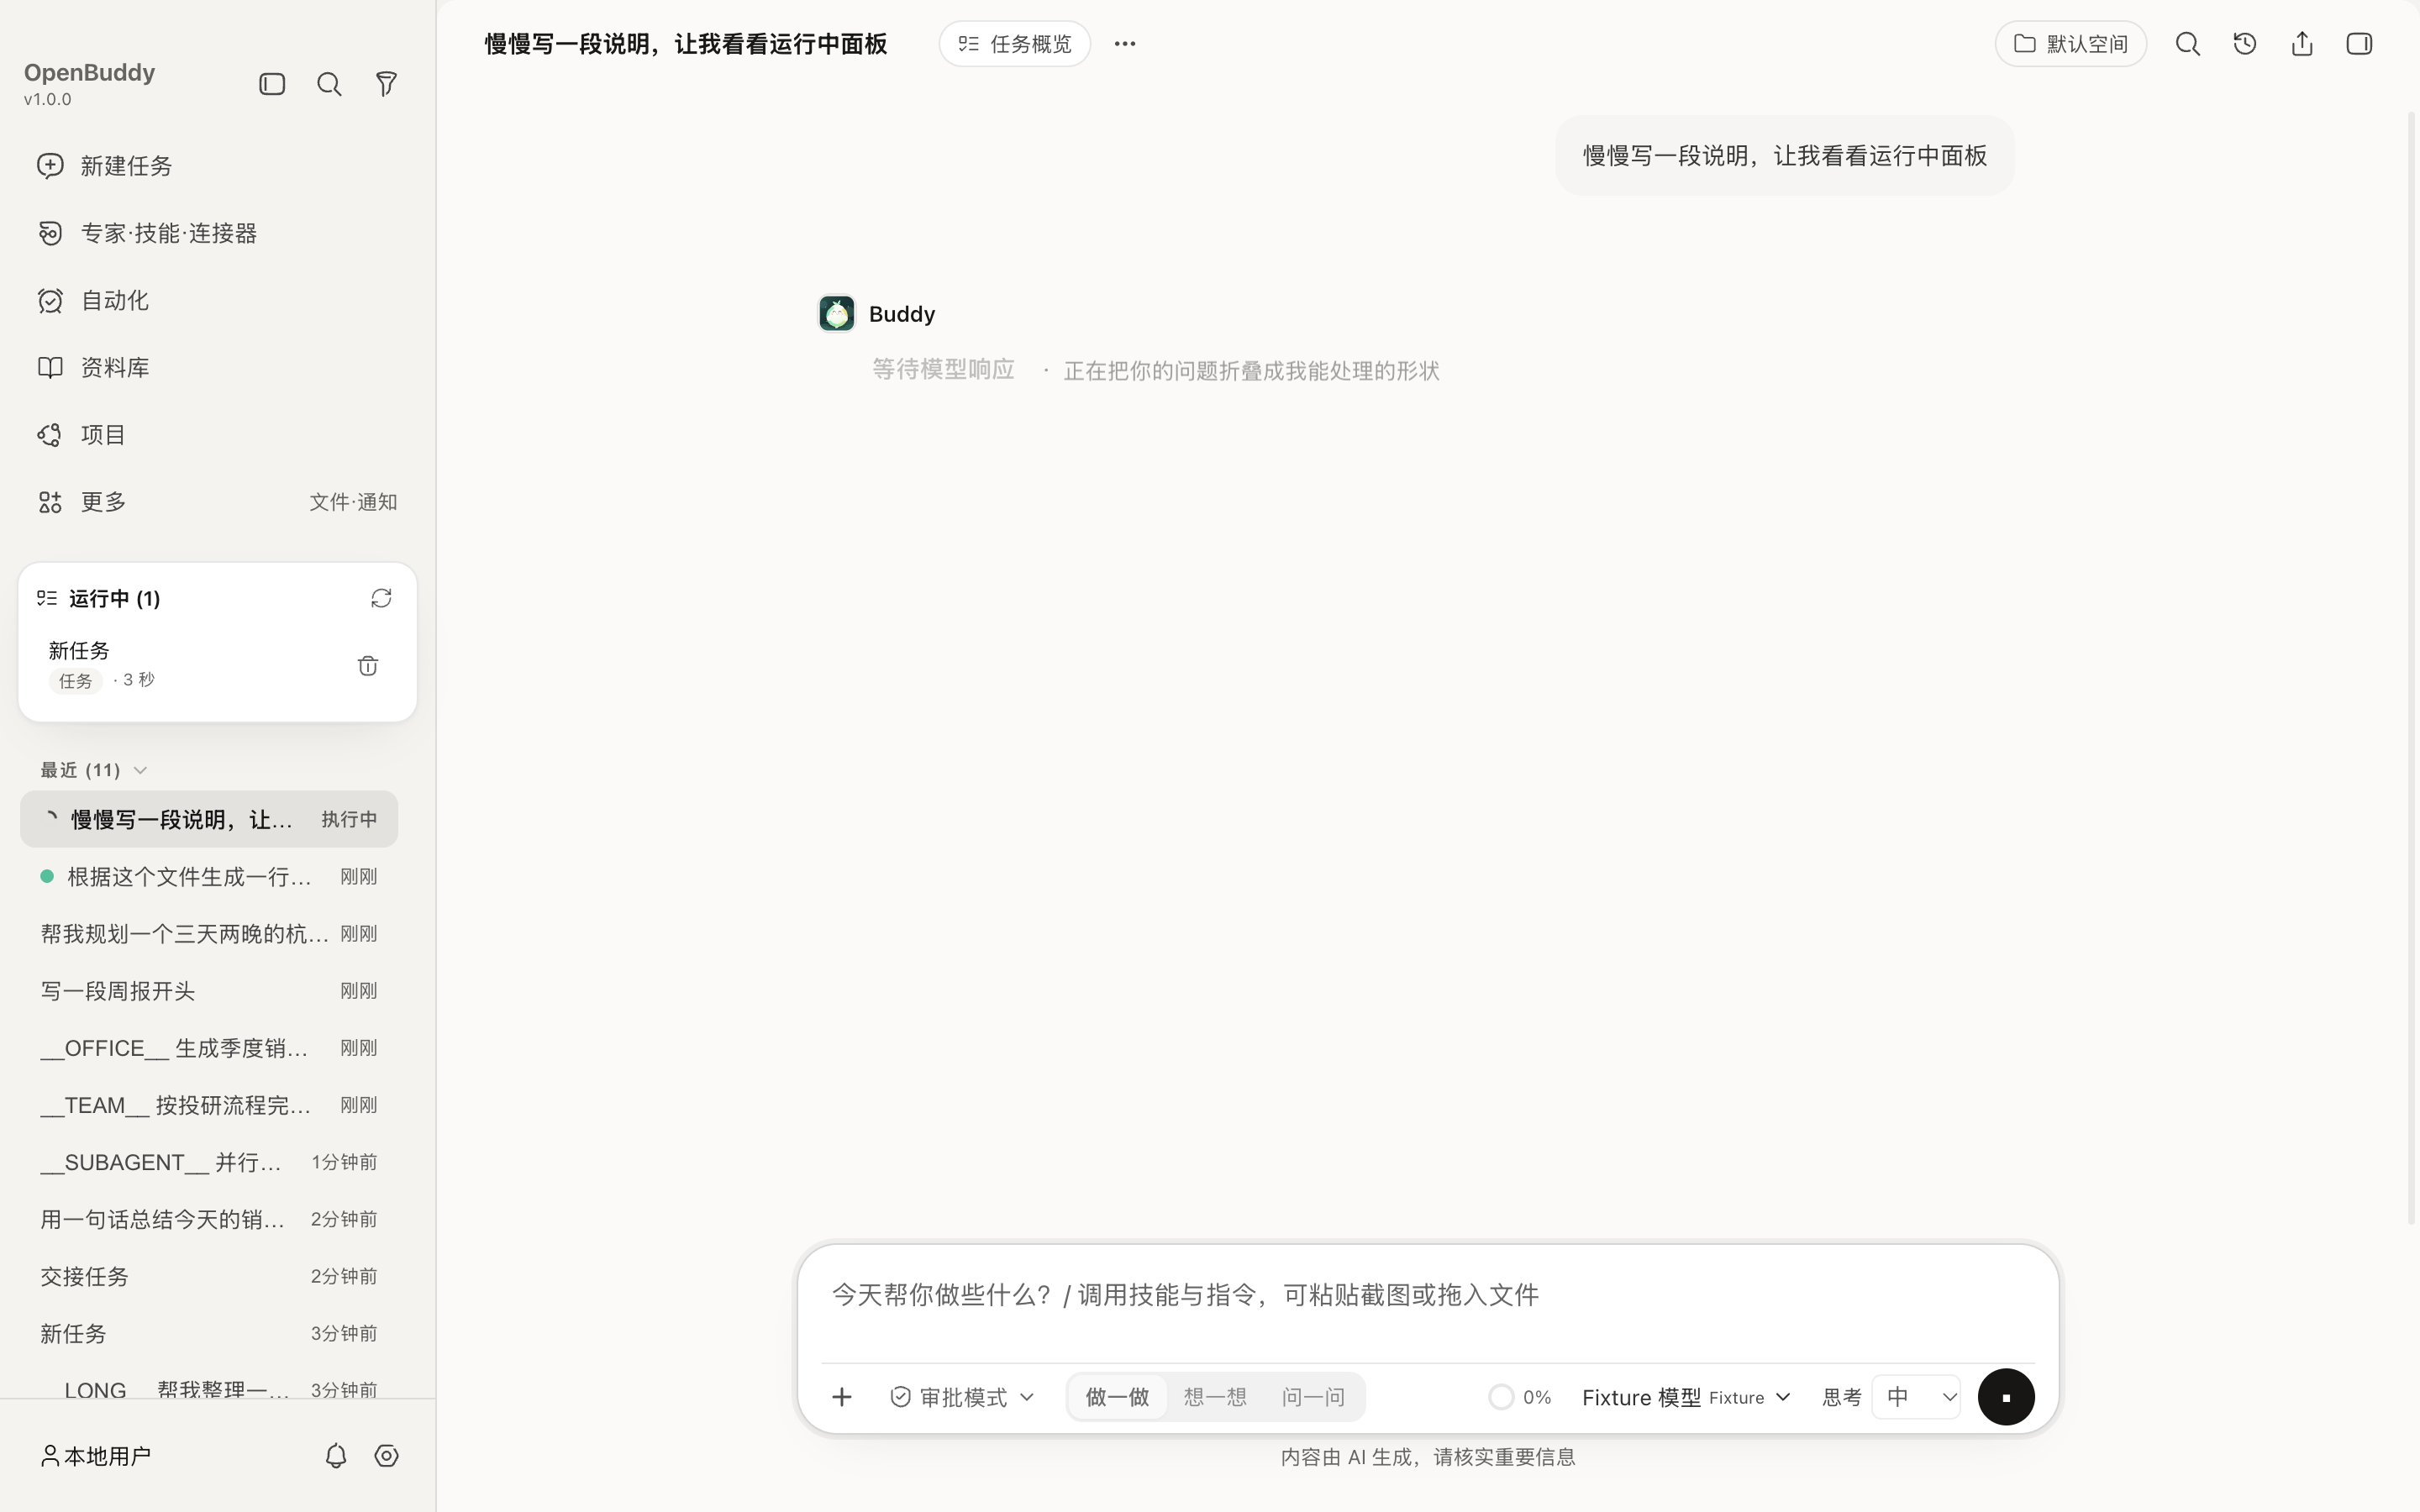 OpenBuddy
v1.0.0
新建任务
专家·技能·连接器
自动化
资料库
项目
更多 文件·通知
运行中 (1)
新任务
任务 · 3 秒
最近 (11)
慢慢写一段说明，让... 执行中
根据这个文件生成一行... 刚刚
帮我规划一个三天两晚的杭... 刚刚
写一段周报开头 刚刚
__OFFICE__ 生成季度销... 刚刚
__TEAM__ 按投研流程完... 刚刚
__SUBAGENT__ 并行... 1分钟前
用一句话总结今天的销... 2分钟前
交接任务 2分钟前
新任务 3分钟前
__LONG__ 帮我整理一... 3分钟前
本地用户
慢慢写一段说明，让我看看运行中面板 任务概览 默认空间
慢慢写一段说明，让我看看运行中面板
Buddy
等待模型响应 · 正在把你的问题折叠成我能处理的形状
今天帮你做些什么？/ 调用技能与指令，可粘贴截图或拖入文件
审批模式 做一做 想一想 问一问 0% Fixture 模型 Fixture 思考 中
内容由 AI 生成，请核实重要信息